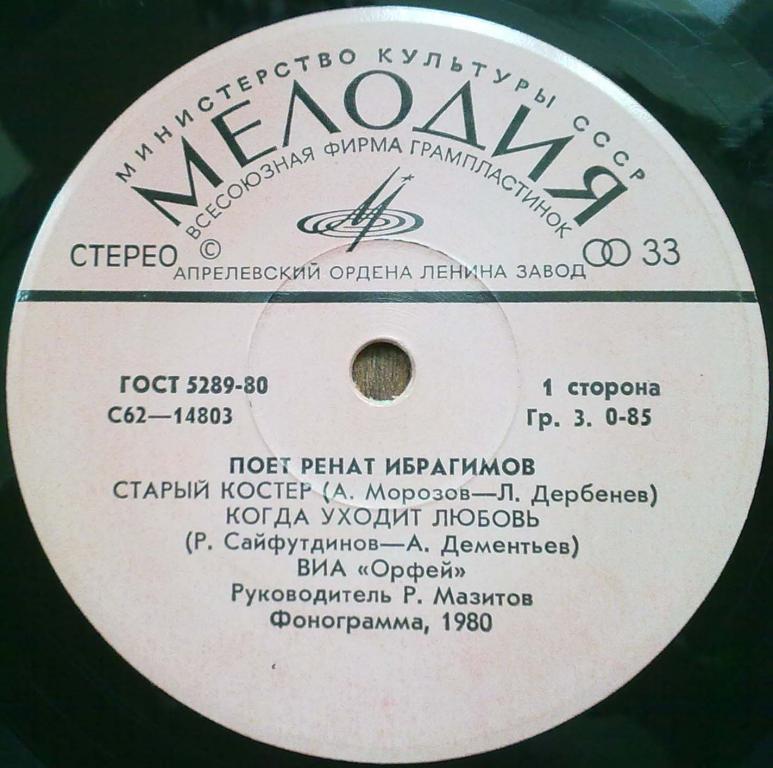 МИНИСТЕРСТВО КУЛЬТУРЫ СССР
МЕЛОДИЯ
ВСЕСОЮЗНАЯ ФИРМА ГРАМПЛАСТИНОК
СТЕРЕО © 33
АПРЕЛЕВСКИЙ ОРДЕНА ЛЕНИНА ЗАВОД
ГОСТ 5289-80 1 сторона
С62—14803 Гр. 3. 0-85
ПОЕТ РЕНАТ ИБРАГИМОВ
СТАРЫЙ КОСТЕР (А. Морозов—Л. Дербенев)
КОГДА УХОДИТ ЛЮБОВЬ
(Р. Сайфутдинов—А. Дементьев)
ВИА «Орфей»
Руководитель Р. Мазитов
Фонограмма, 1980